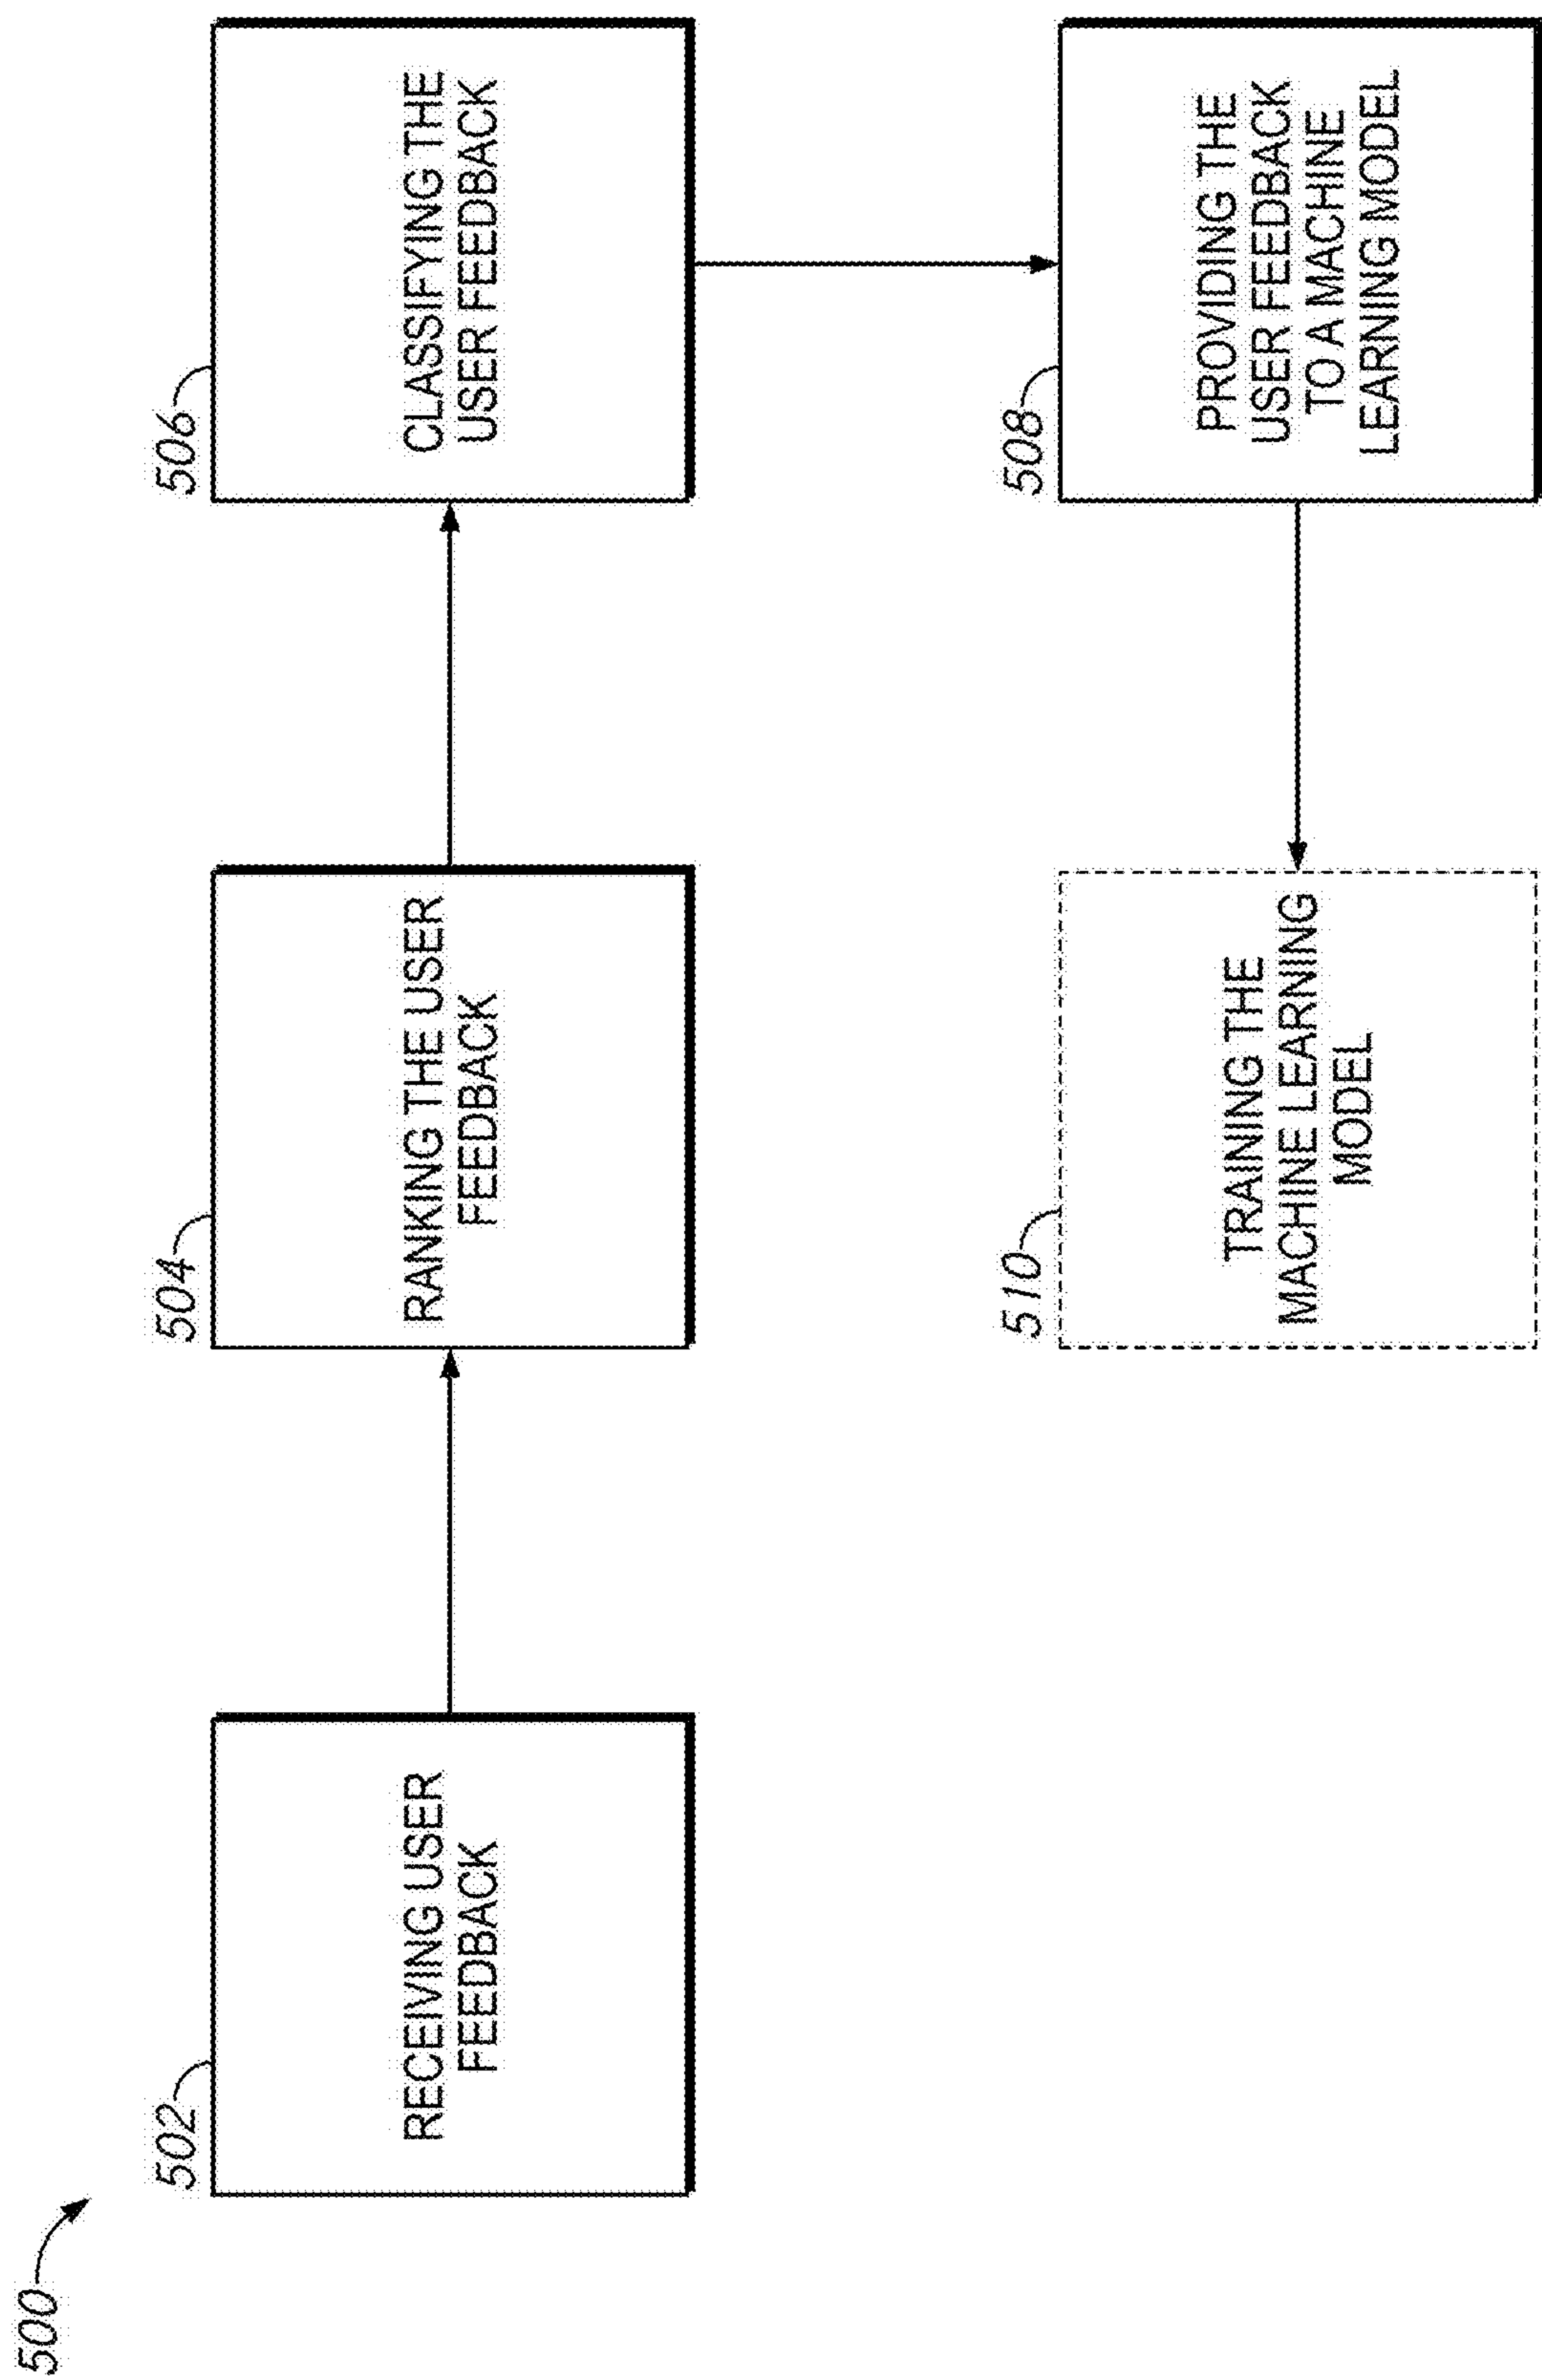 500
502
RECEIVING USER
FEEDBACK
504
RANKING THE USER
FEEDBACK
506
CLASSIFYING THE
USER FEEDBACK
508
PROVIDING THE
USER FEEDBACK
TO A MACHINE
LEARNING MODEL
510
TRAINING THE
MACHINE LEARNING
MODEL